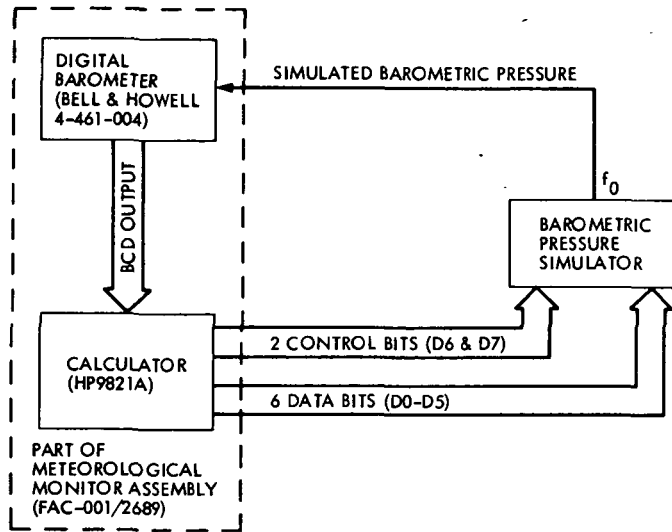 DIGITAL
BAROMETER
(BELL & HOWELL
4-461-004)
SIMULATED BAROMETRIC PRESSURE
BCD OUTPUT
f0
BAROMETRIC
PRESSURE
SIMULATOR
CALCULATOR
(HP9821A)
2 CONTROL BITS (D6 & D7)
6 DATA BITS (D0-D5)
PART OF
METEOROLOGICAL
MONITOR ASSEMBLY
(FAC-001/2689)